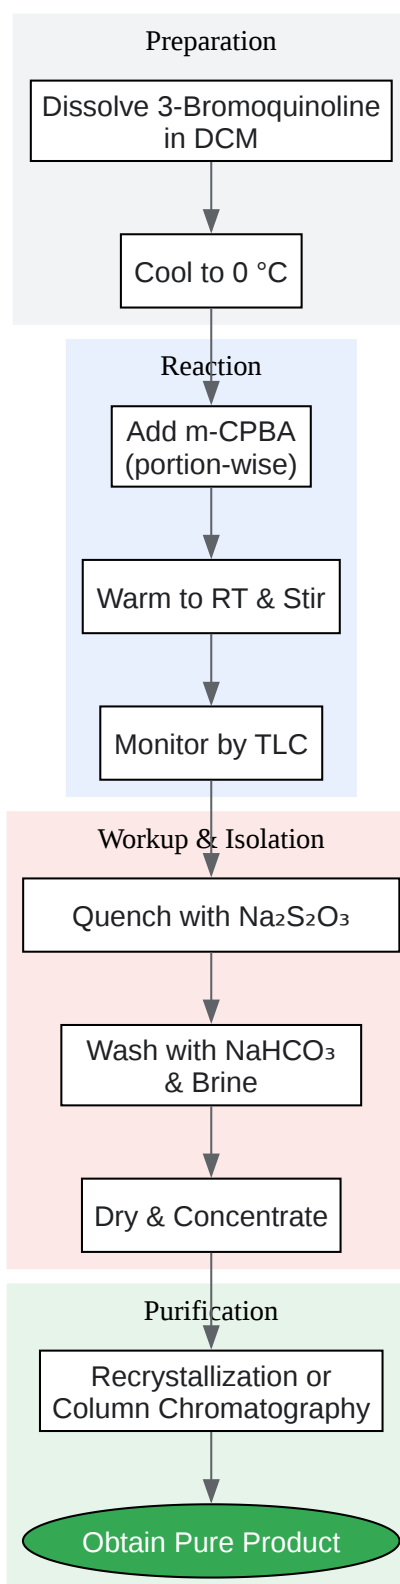 Preparation
Dissolve 3-Bromoquinoline
in DCM
Cool to 0 °C
Reaction
Add m-CPBA
(portion-wise)
Warm to RT & Stir
Monitor by TLC
Workup & Isolation
Quench with Na₂S₂O₃
Wash with NaHCO₃
& Brine
Dry & Concentrate
Purification
Recrystallization or
Column Chromatography
Obtain Pure Product